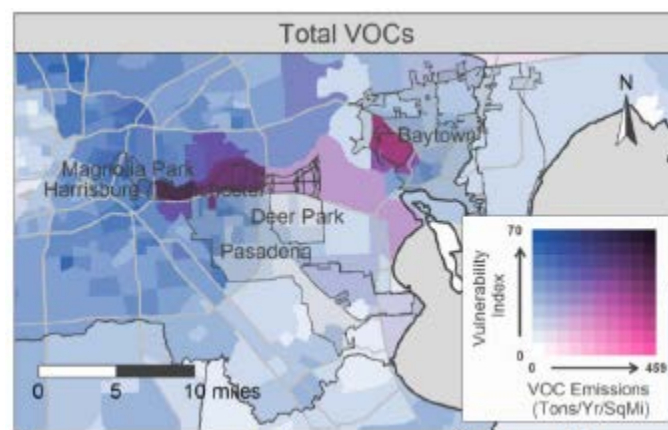 Total VOCs
N
Baytown
Magnolia Park
Harrisburg
Deer Park
Pasadena
70
Vulnerability
Index
0
0
459
VOC Emissions
(Tons/Yr/SqMi)
0 5 10 miles